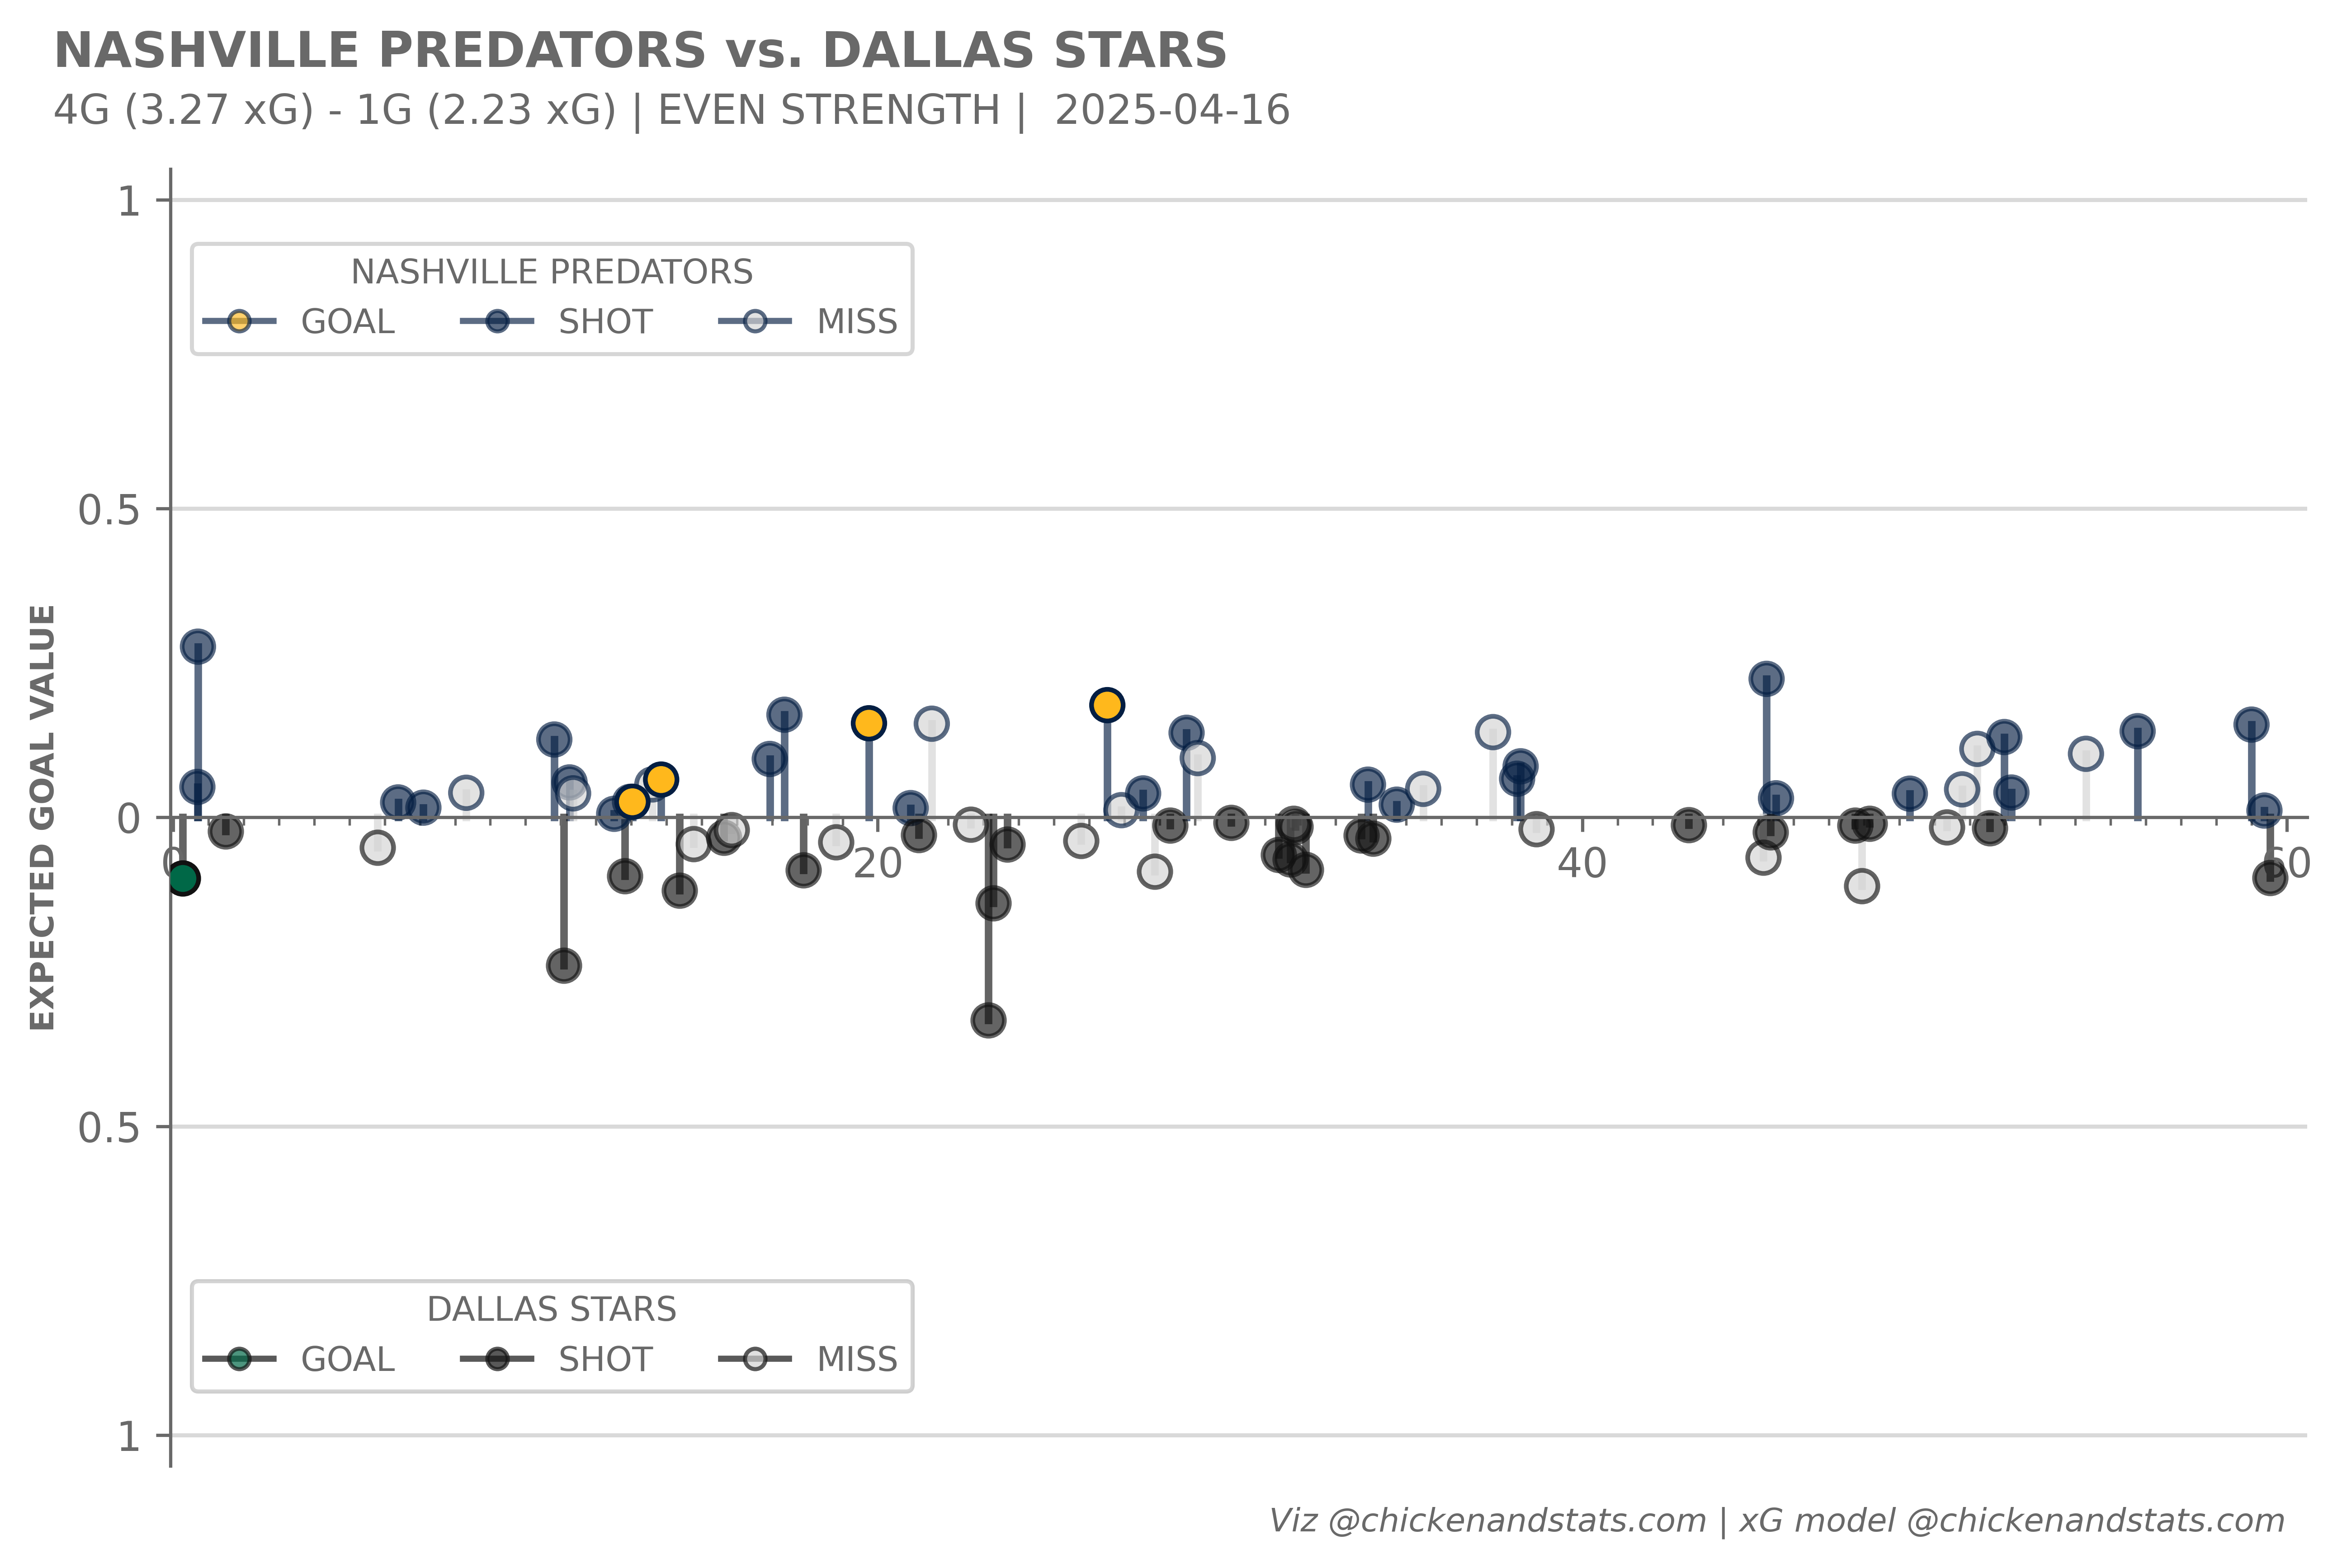 NASHVILLE PREDATORS vs. DALLAS STARS
4G (3.27 xG) - 1G (2.23 xG) | EVEN STRENGTH | 2025-04-16
1
NASHVILLE PREDATORS
GOAL SHOT MISS
0.5
EXPECTED GOAL VALUE
0
0 20 40 60
0.5
DALLAS STARS
GOAL SHOT MISS
1
Viz @chickenandstats.com | xG model @chickenandstats.com